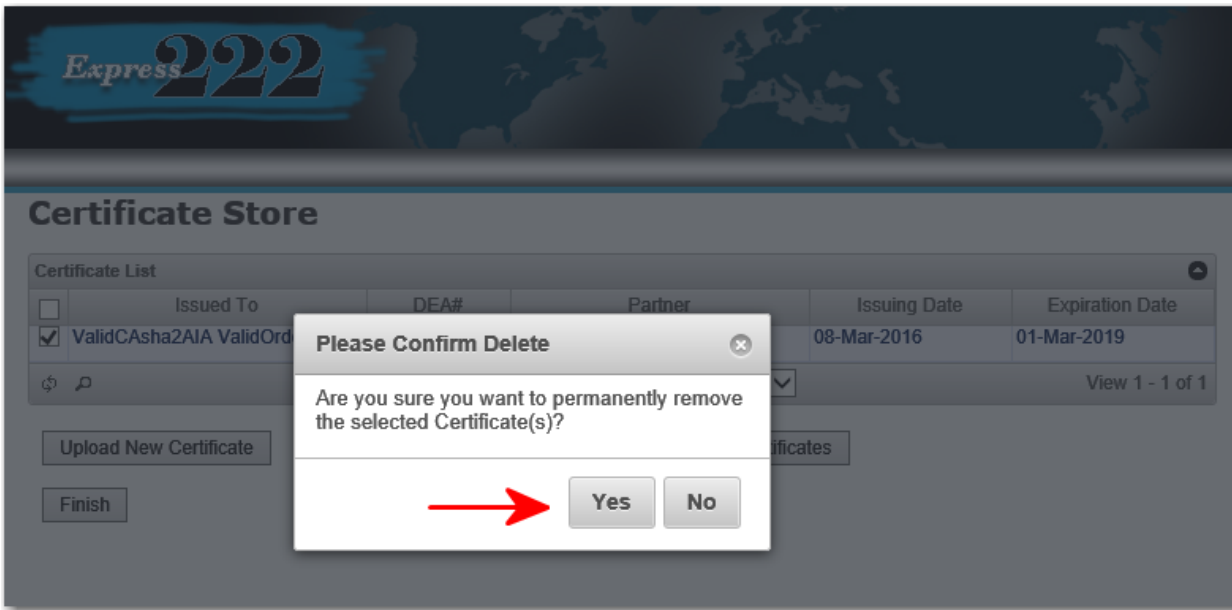 Express 222
Certificate Store
Certificate List
Issued To DEA# Partner Issuing Date Expiration Date
ValidCAsha2AIA ValidOrd 08-Mar-2016 01-Mar-2019
View 1 - 1 of 1
Please Confirm Delete
Are you sure you want to permanently remove
the selected Certificate(s)?
Yes No
Upload New Certificate ificates
Finish